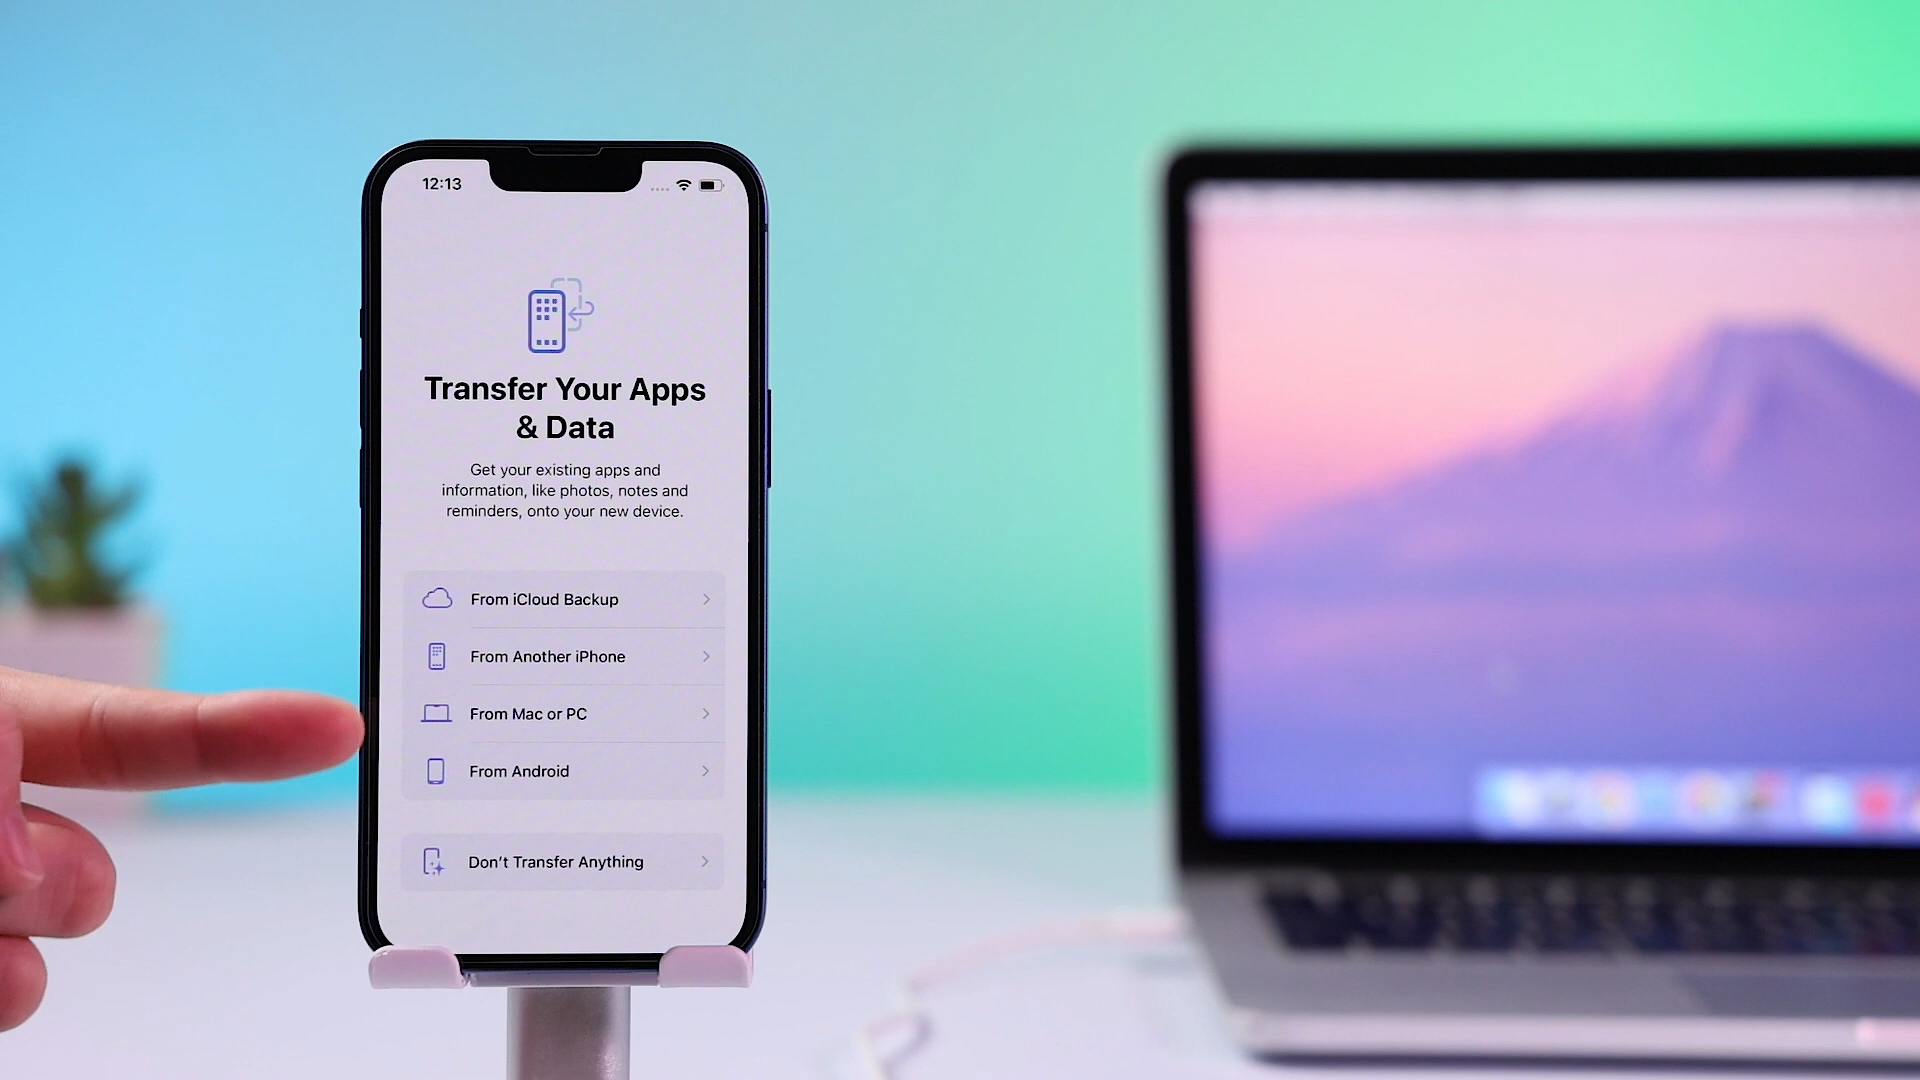 12:13
Transfer Your Apps
& Data
Get your existing apps and
information, like photos, notes and
reminders, onto your new device.
From iCloud Backup
From Another iPhone
From Mac or PC
From Android
Don’t Transfer Anything